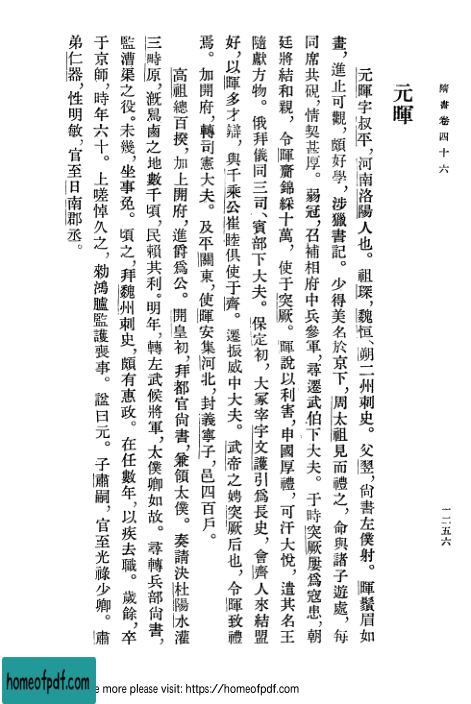 隋書卷四十六
一二五六
元暉
元暉字叔平,河南洛陽人也。祖琛,魏恒、朔二州刺史。父翌,尚書左僕射。暉鬚眉如
畫,進止可觀,頗好學,涉獵書記。少得美名於京下,周太祖見而禮之,命與諸子遊處,每
同席共硯,情契甚厚。弱冠,召補相府中兵參軍,尋遷武伯下大夫。于時突厥屢爲寇患,朝
廷將結和親,令暉齎錦綵十萬,使于突厥。暉說以利害,申國厚禮,可汗大悅,遣其名王
隨獻方物。俄拜儀同三司、賓部下大夫。保定初,大冢宰宇文護引爲長史,會齊人來結盟
好,以暉多才辯,與千乘公崔睦俱使于齊。遷振威中大夫。武帝之娉突厥后也,令暉致禮
焉。加開府,轉司憲大夫。及平關東,使暉安集河北,封義寧子,邑四百戶。
高祖總百揆,加上開府,進爵爲公。開皇初,拜都官尚書,兼領太僕。奏請決杜陽水灌
三畤原,溉舄鹵之地數千頃,民賴其利。明年,轉左武候將軍,太僕卿如故。尋轉兵部尚書,
監漕渠之役。未幾,坐事免。頃之,拜魏州刺史,頗有惠政。在任數年,以疾去職。歲餘,卒
于京師,時年六十。上嗟悼久之,勑鴻臚監護喪事。諡曰元。子肅嗣,官至光祿少卿。肅
弟仁器,性明敏,官至日南郡丞。
homeofpdf.com
e more please visit: https://homeofpdf.com